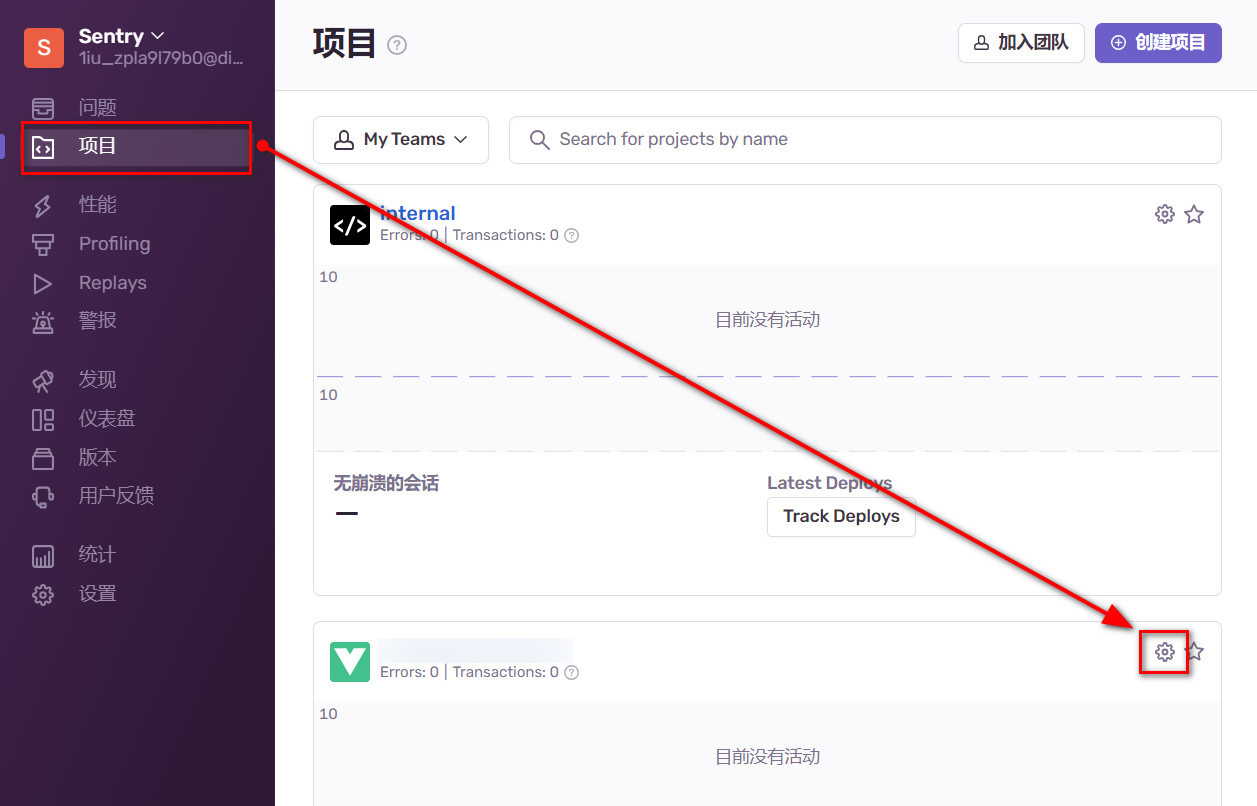 S
Sentry
1iu_zpla9l79b0@di...
问题
项目
性能
Profiling
Replays
警报
发现
仪表盘
版本
用户反馈
统计
设置
项目
加入团队
创建项目
My Teams
Search for projects by name
</>
internal
Errors: 0 | Transactions: 0
10
目前没有活动
10
无崩溃的会话
—
Latest Deploys
Track Deploys
Errors: 0 | Transactions: 0
10
目前没有活动